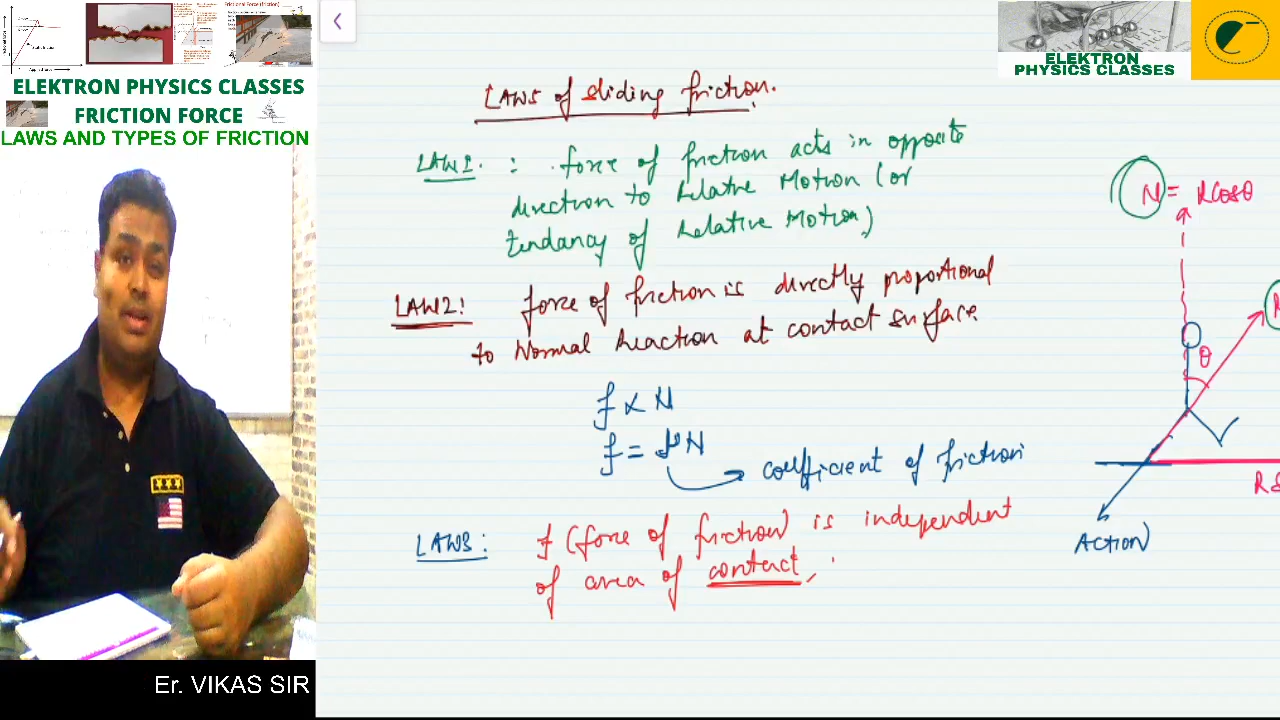 ELEKTRON PHYSICS CLASSES
FRICTION FORCE
LAWS AND TYPES OF FRICTION
ELEKTRON
PHYSICS CLASSES
LAWS of sliding friction.
LAW1. : force of friction acts in opposite
direction to Relative Motion (or
tendancy of Relative Motion)
LAW2: force of friction is directly proportional
to Normal Reaction at contact surface
f ∝ N
f = μN
coefficient of friction
LAW3: f (force of friction) is independent
of area of contact
N = R cosθ
θ
Action
Er. VIKAS SIR